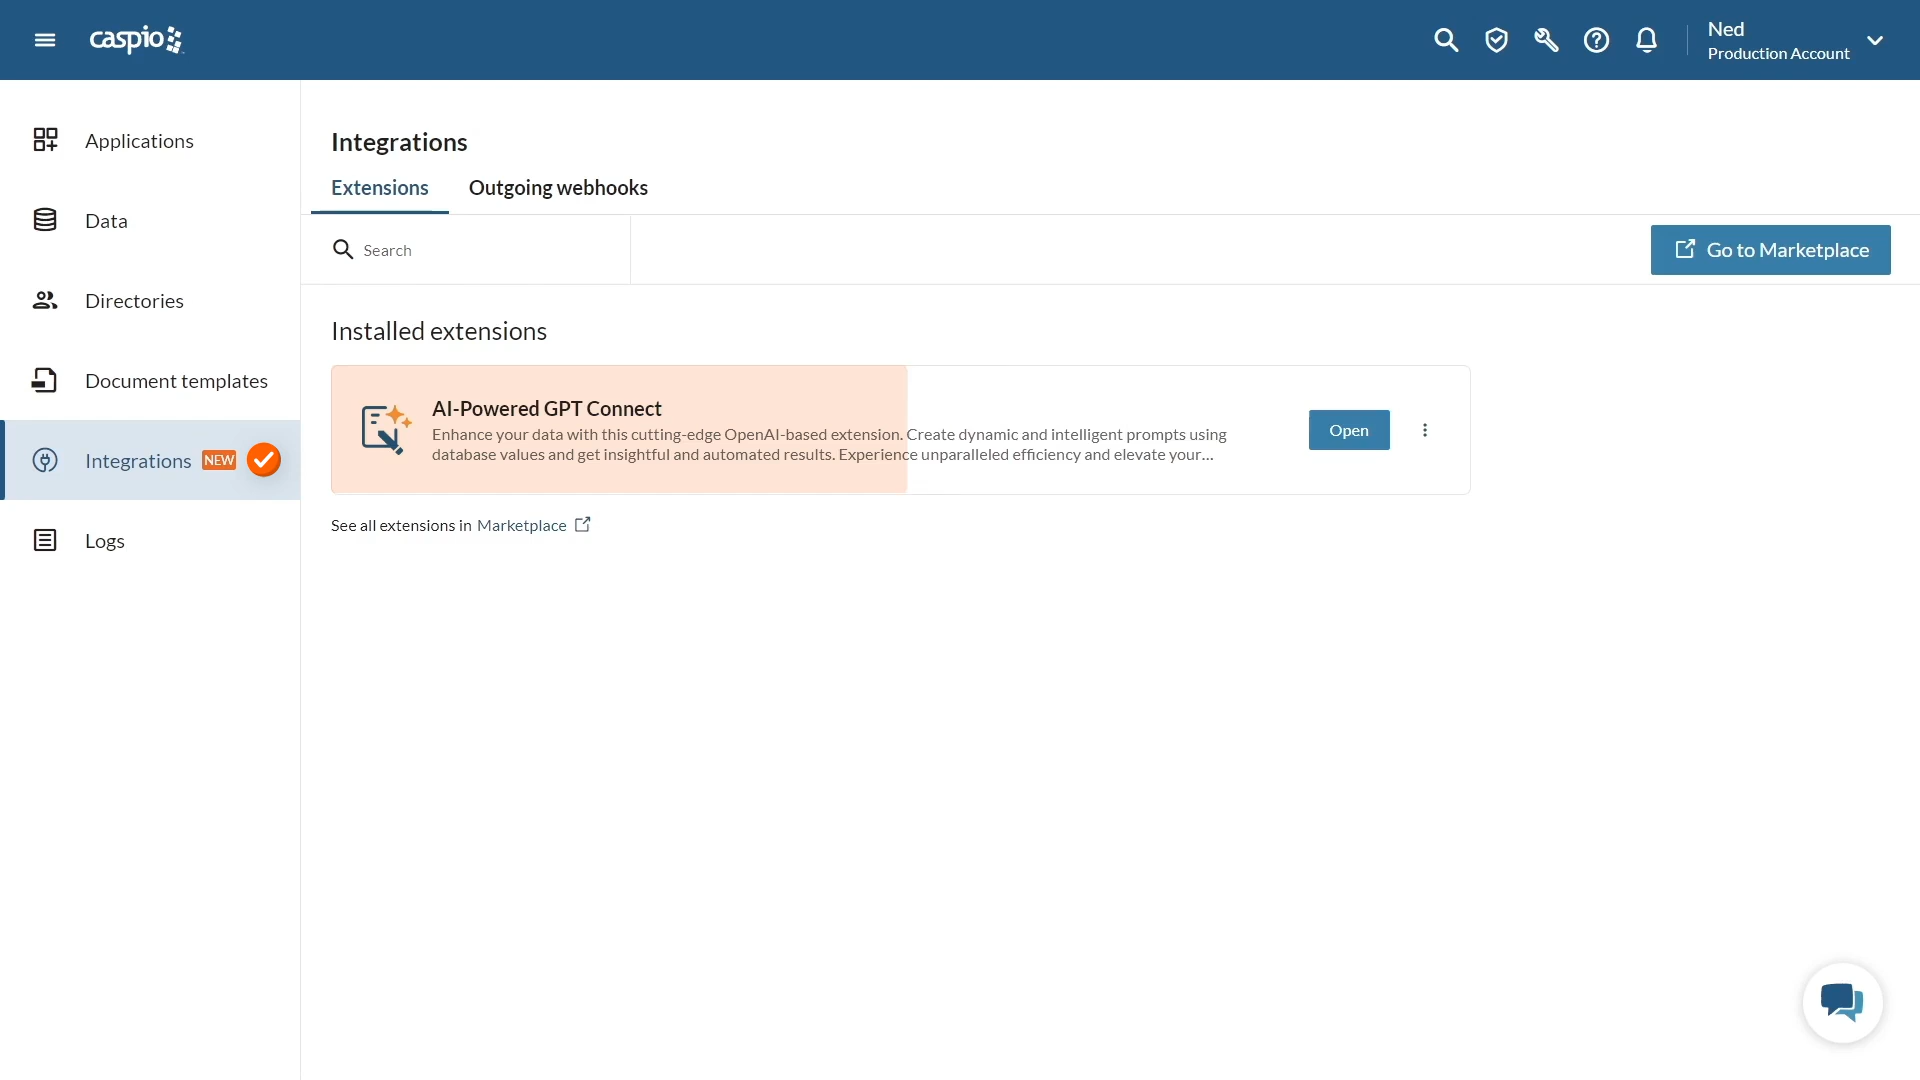 caspio
Ned
Production Account
Applications
Data
Directories
Document templates
Integrations NEW
Logs
Integrations
Extensions Outgoing webhooks
Search
Go to Marketplace
Installed extensions
AI-Powered GPT Connect
Enhance your data with this cutting-edge OpenAI-based extension. Create dynamic and intelligent prompts using
database values and get insightful and automated results. Experience unparalleled efficiency and elevate your...
Open
See all extensions in Marketplace